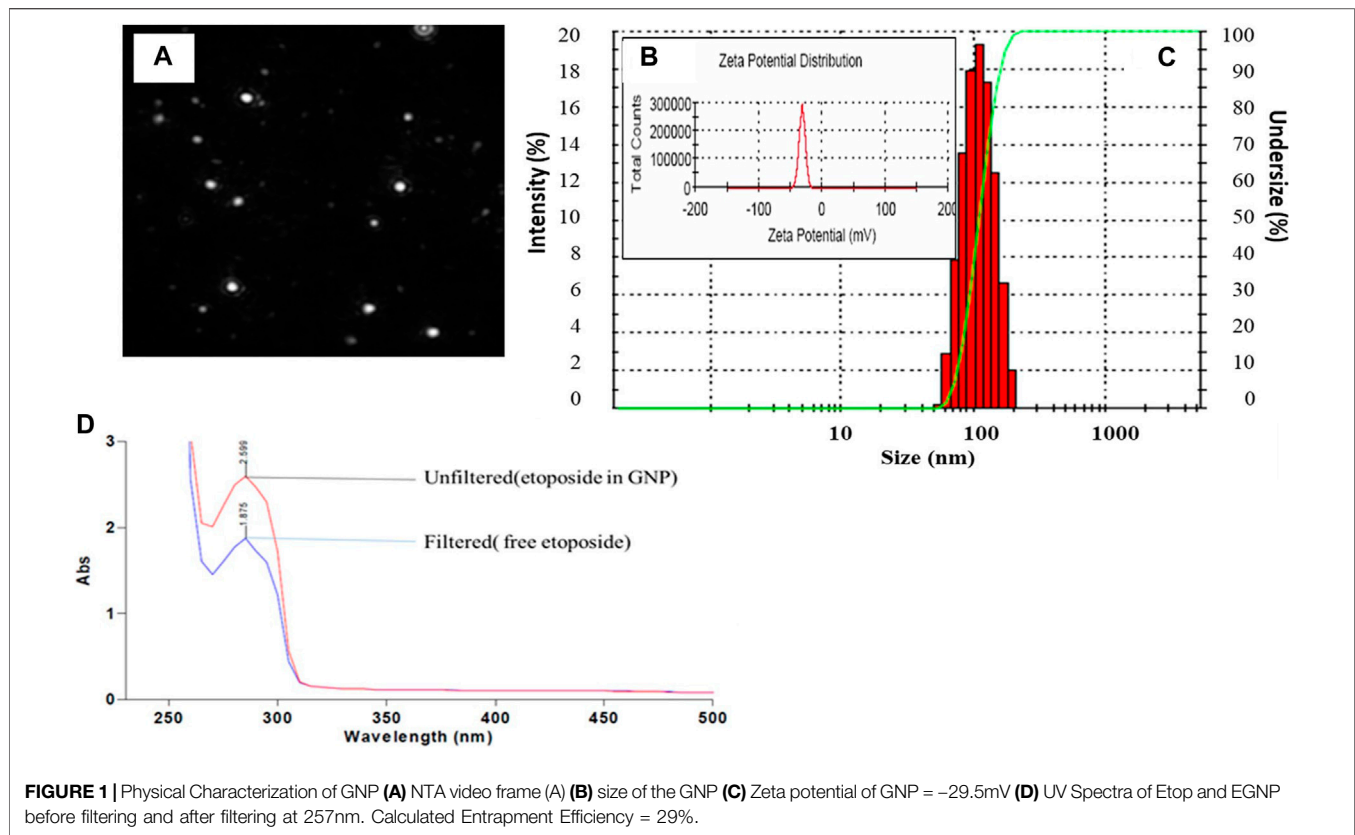 A
B
C
Zeta Potential Distribution
Total Counts
300000
200000
100000
0
-200 -100 0 100 200
Zeta Potential (mV)
Intensity (%)
20
18
16
14
12
10
8
6
4
2
0
Undersize (%)
100
90
80
70
60
50
40
30
20
10
0
10 100 1000
Size (nm)
D
Abs
3
2
1
0
2.599
1.875
Unfiltered(etoposide in GNP)
Filtered( free etoposide)
250 300 350 400 450 500
Wavelength (nm)
FIGURE 1 | Physical Characterization of GNP (A) NTA video frame (A) (B) size of the GNP (C) Zeta potential of GNP = −29.5mV (D) UV Spectra of Etop and EGNP
before filtering and after filtering at 257nm. Calculated Entrapment Efficiency = 29%.